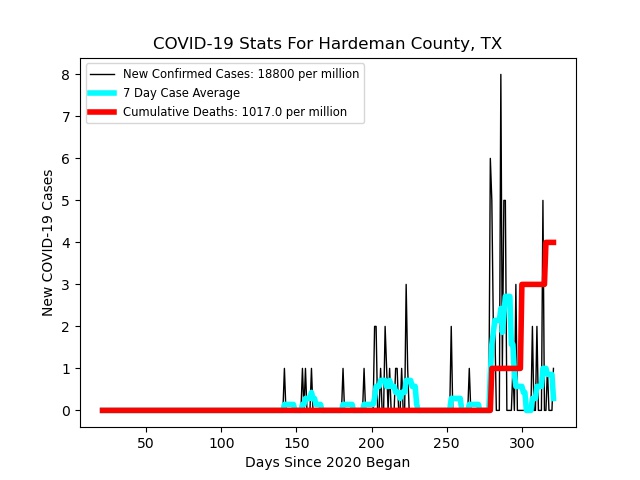 COVID-19 Stats For Hardeman County, TX
New Confirmed Cases: 18800 per million
7 Day Case Average
Cumulative Deaths: 1017.0 per million
New COVID-19 Cases
8
7
6
5
4
3
2
1
0
50 100 150 200 250 300
Days Since 2020 Began